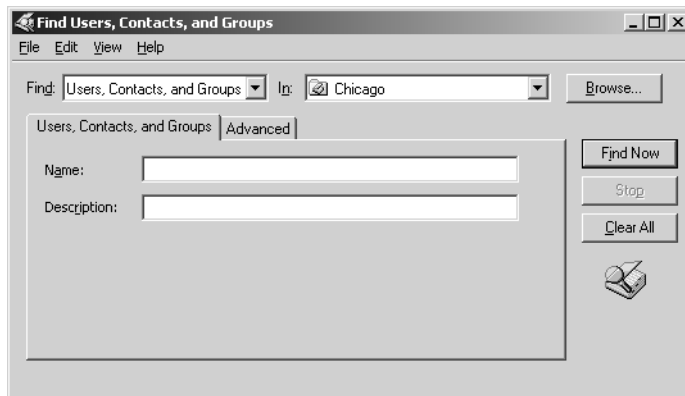 Find Users, Contacts, and Groups
File Edit View Help
Find: Users, Contacts, and Groups In: Chicago Browse...
Users, Contacts, and Groups Advanced
Name:
Description:
Find Now
Stop
Clear All